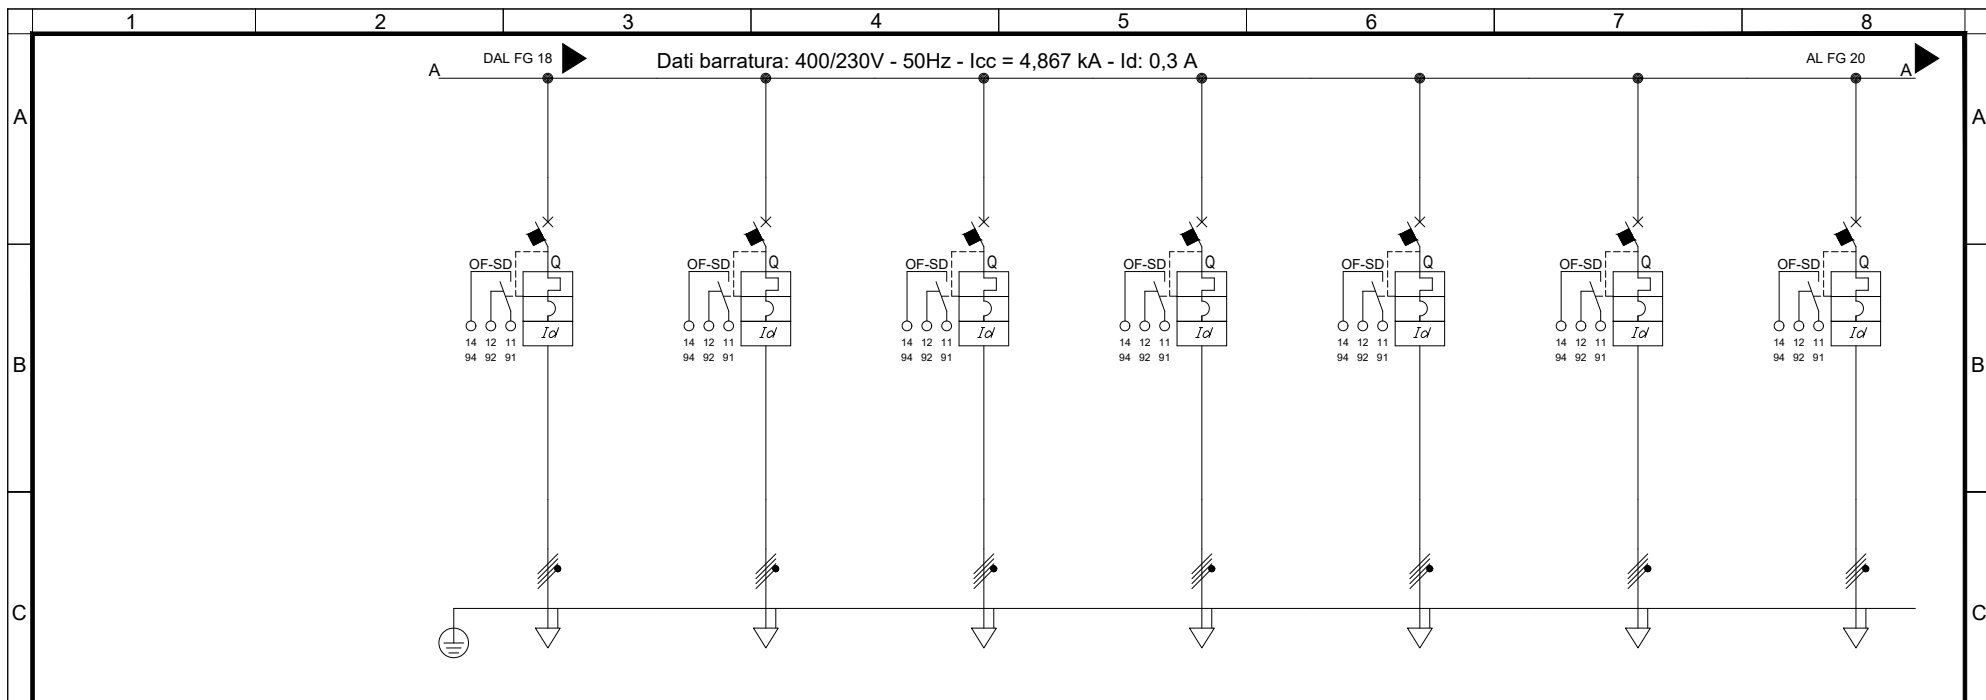 1 2 3 4 5 6 7 8
DAL FG 18 Dati barratura: 400/230V - 50Hz - Icc = 4,867 kA - Id: 0,3 A AL FG 20
A A
A A
OF-SD Q OF-SD Q OF-SD Q OF-SD Q OF-SD Q OF-SD Q OF-SD Q
Id Id Id Id Id Id Id
14 12 11 14 12 11 14 12 11 14 12 11 14 12 11 14 12 11 14 12 11
94 92 91 94 92 91 94 92 91 94 92 91 94 92 91 94 92 91 94 92 91
B B
C C